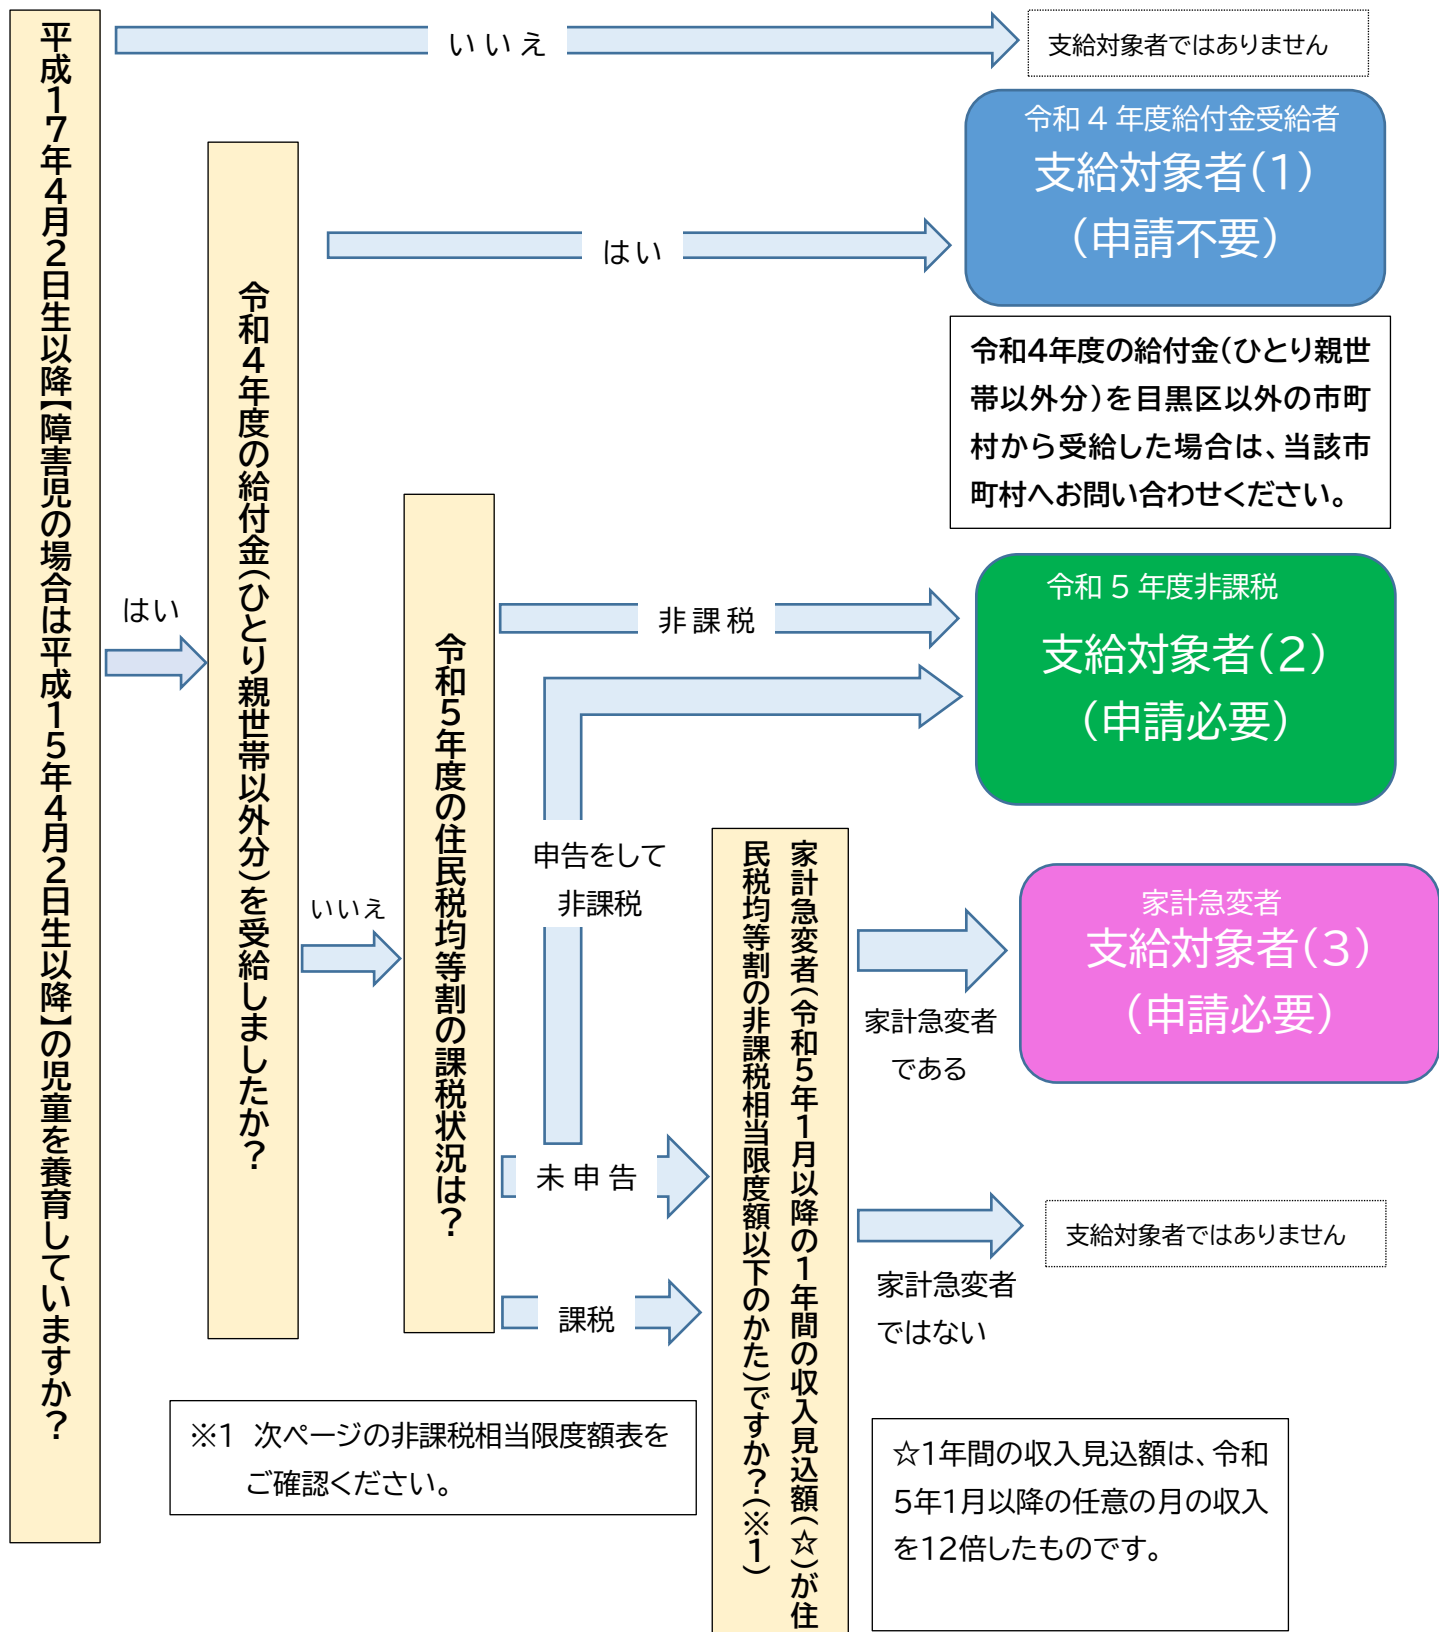 平成17年4月2日生以降【障害児の場合は平成15年4月2日生以降】の児童を養育していますか？
いいえ
支給対象者ではありません
はい
令和4年度の給付金（ひとり親世帯以外分）を受給しましたか？
はい
令和４年度給付金受給者
支給対象者（1）
（申請不要）
令和4年度の給付金（ひとり親世
帯以外分）を目黒区以外の市町
村から受給した場合は、当該市
町村へお問い合わせください。
いいえ
令和5年度の住民税均等割の課税状況は？
非課税
令和５年度非課税
支給対象者（2）
（申請必要）
申告をして
非課税
未申告
課税
家計急変者（令和5年1月以降の1年間の収入見込額（☆）が住
民税均等割の非課税相当限度額以下のかた）ですか？（※1）
家計急変者
である
家計急変者
支給対象者（3）
（申請必要）
家計急変者
ではない
支給対象者ではありません
※1 次ページの非課税相当限度額表を
ご確認ください。
☆1年間の収入見込額は、令和
5年1月以降の任意の月の収入
を12倍したものです。